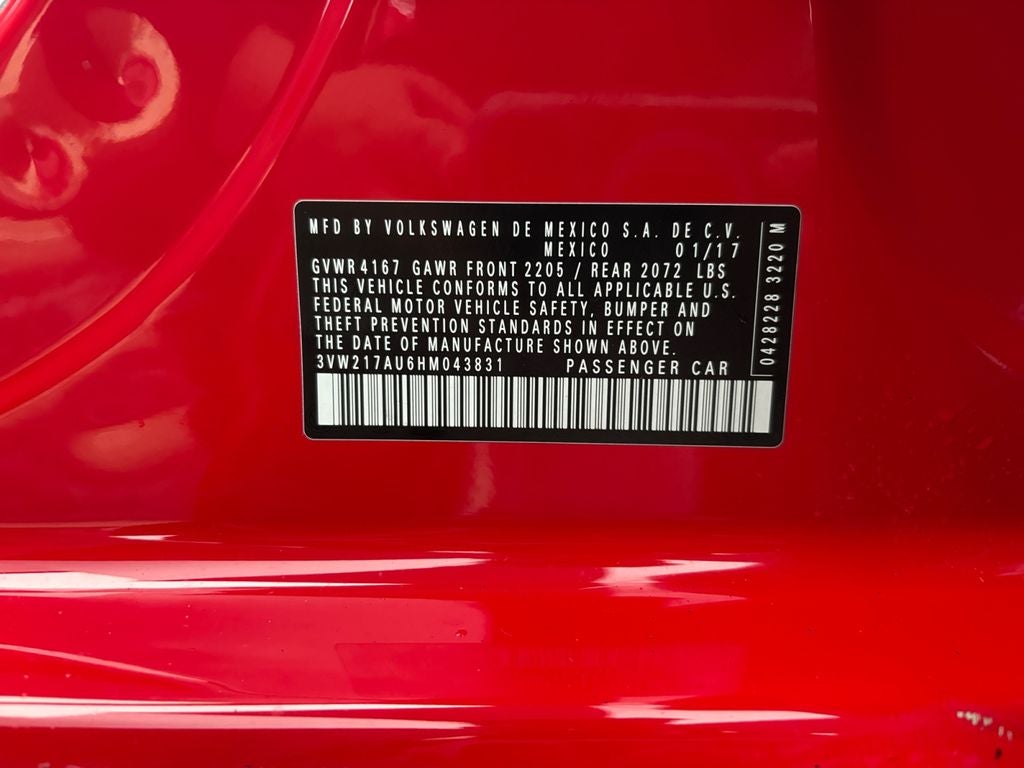 MFD BY VOLKSWAGEN DE MEXICO S.A. DE C.V.
MEXICO 01/17
GVWR 4167 GAWR FRONT 2205 / REAR 2072 LBS
THIS VEHICLE CONFORMS TO ALL APPLICABLE U.S.
FEDERAL MOTOR VEHICLE SAFETY, BUMPER AND
THEFT PREVENTION STANDARDS IN EFFECT ON
THE DATE OF MANUFACTURE SHOWN ABOVE.
3VW217AU6HM043831 PASSENGER CAR
0428228 3220 M